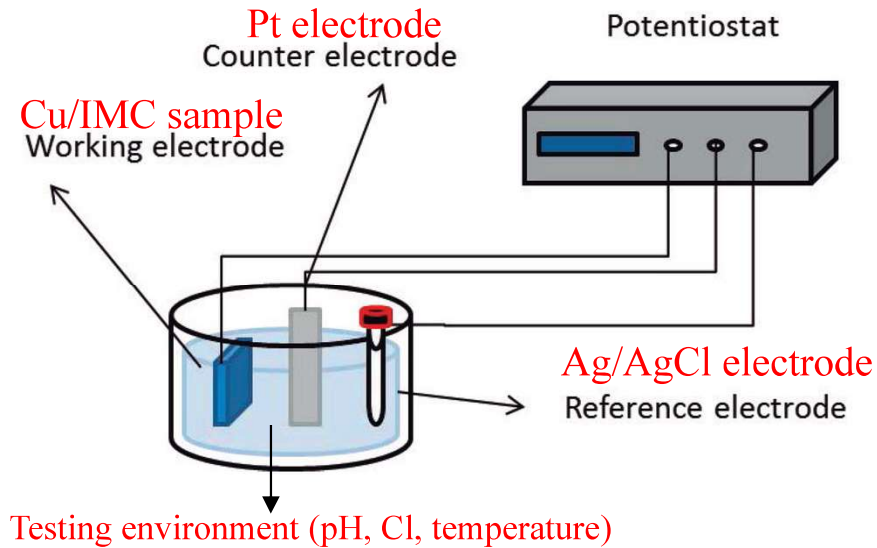 Pt electrode
Counter electrode
Potentiostat
Cu/IMC sample
Working electrode
Ag/AgCl electrode
Reference electrode
Testing environment (pH, Cl, temperature)